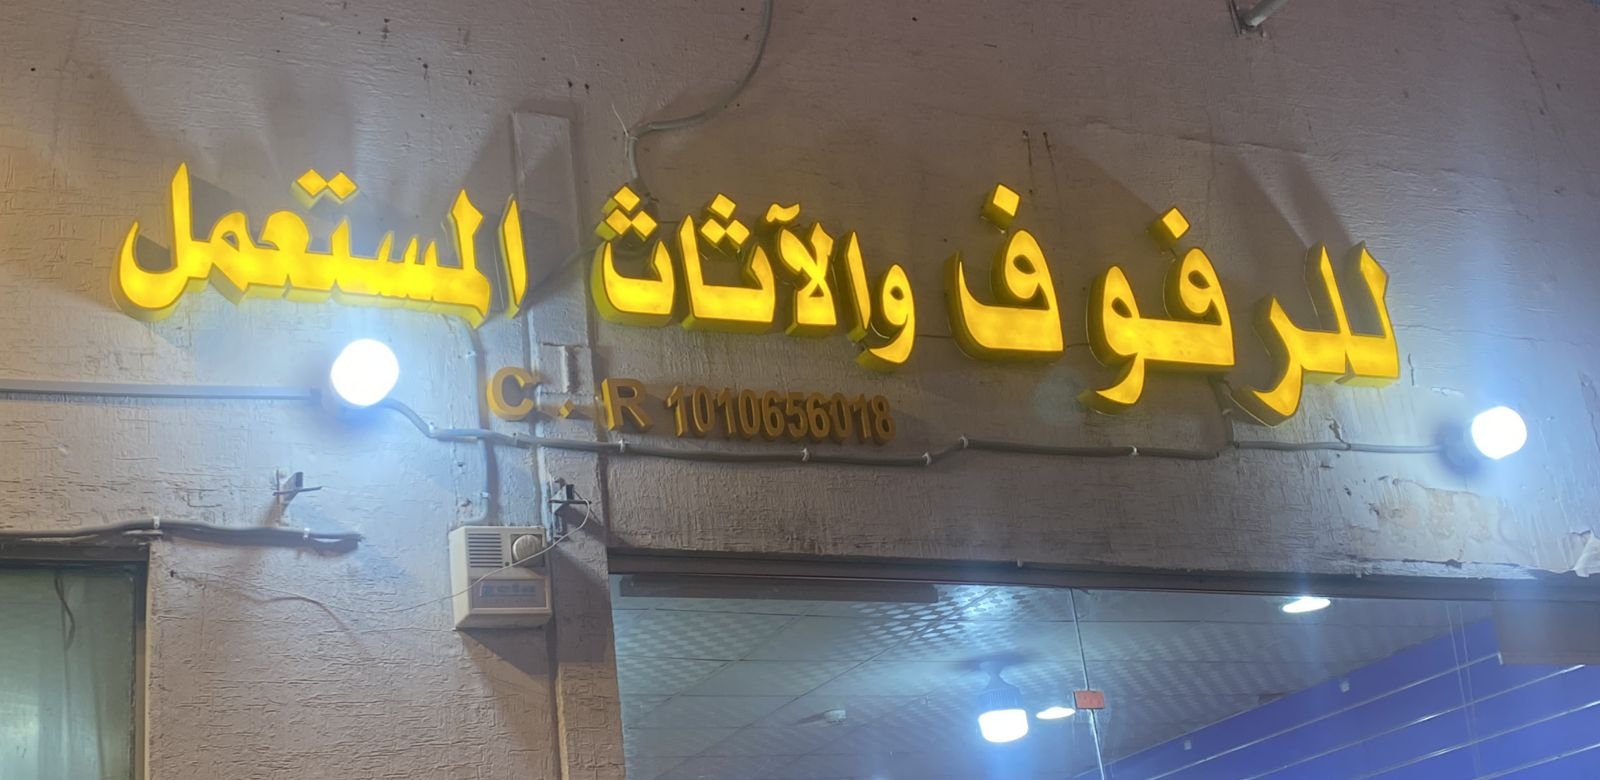 للرفوف والآثاث المستعمل
C . R 1010656018